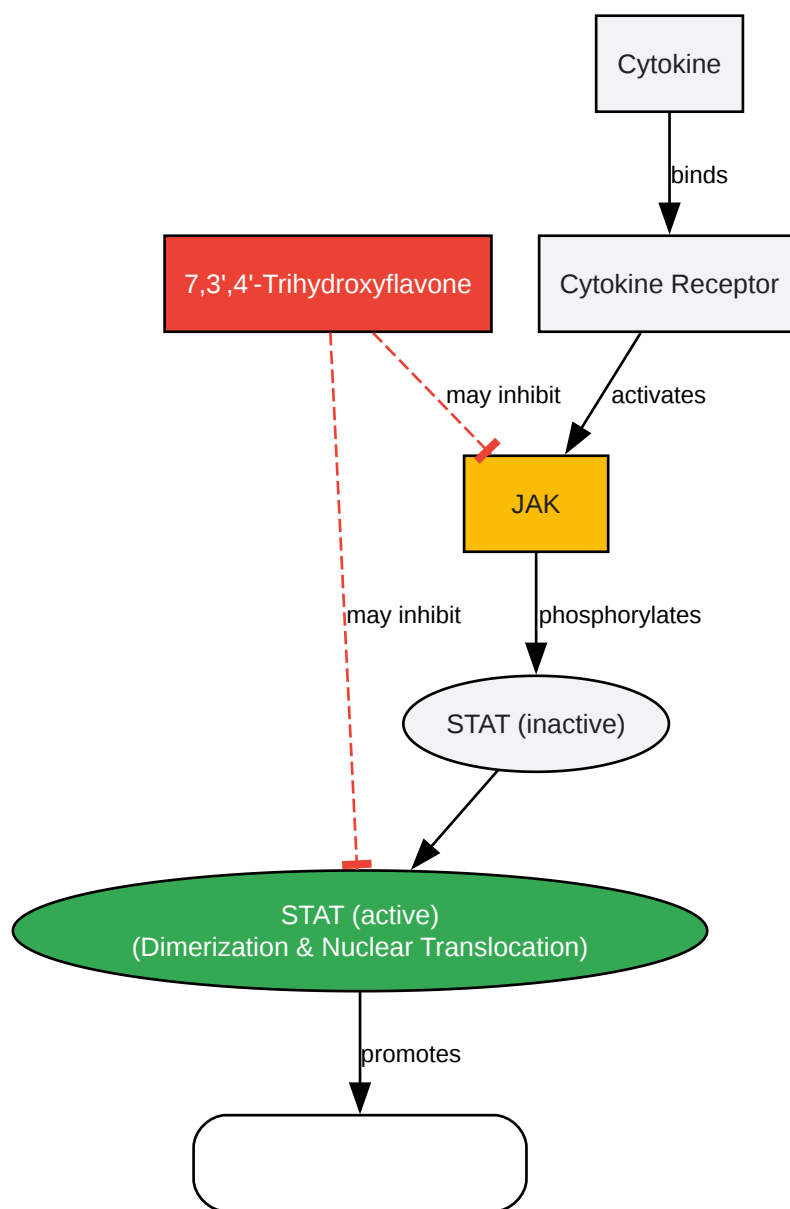 Cytokine
binds
7,3',4'-Trihydroxyflavone
Cytokine Receptor
may inhibit
activates
JAK
may inhibit
phosphorylates
STAT (inactive)
STAT (active)
(Dimerization & Nuclear Translocation)
promotes